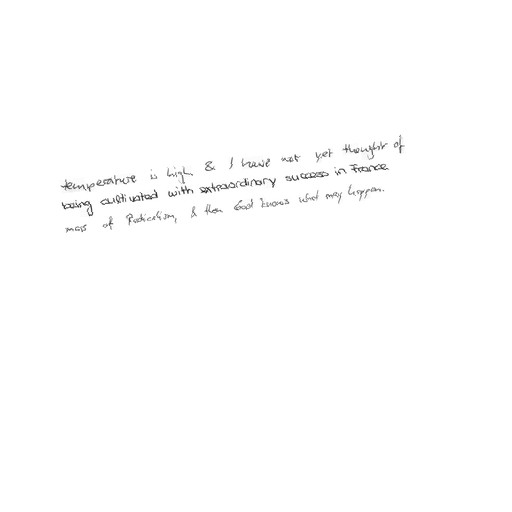 temperature is high & I have not yet thought of
being cultivated with extraordinary success in France
mass of Radicalism, & then God knows what may happen.